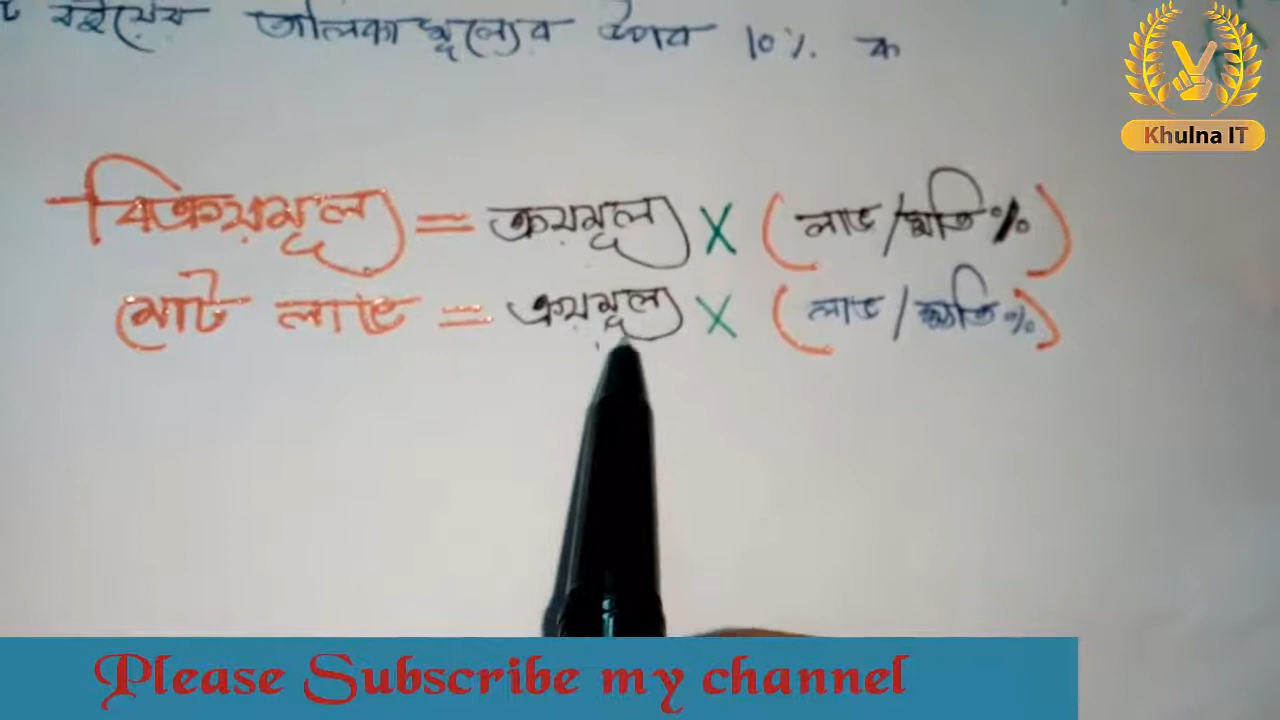 বইয়ের তালিকা মূল্যের উপর 10% ক
Khulna IT
বিক্রয়মূল্য = ক্রয়মূল্য X (লাভ/ক্ষতি%)
মোট লাভ = ক্রয়মূল্য X (লাভ/ক্ষতি%)
Please Subscribe my channel